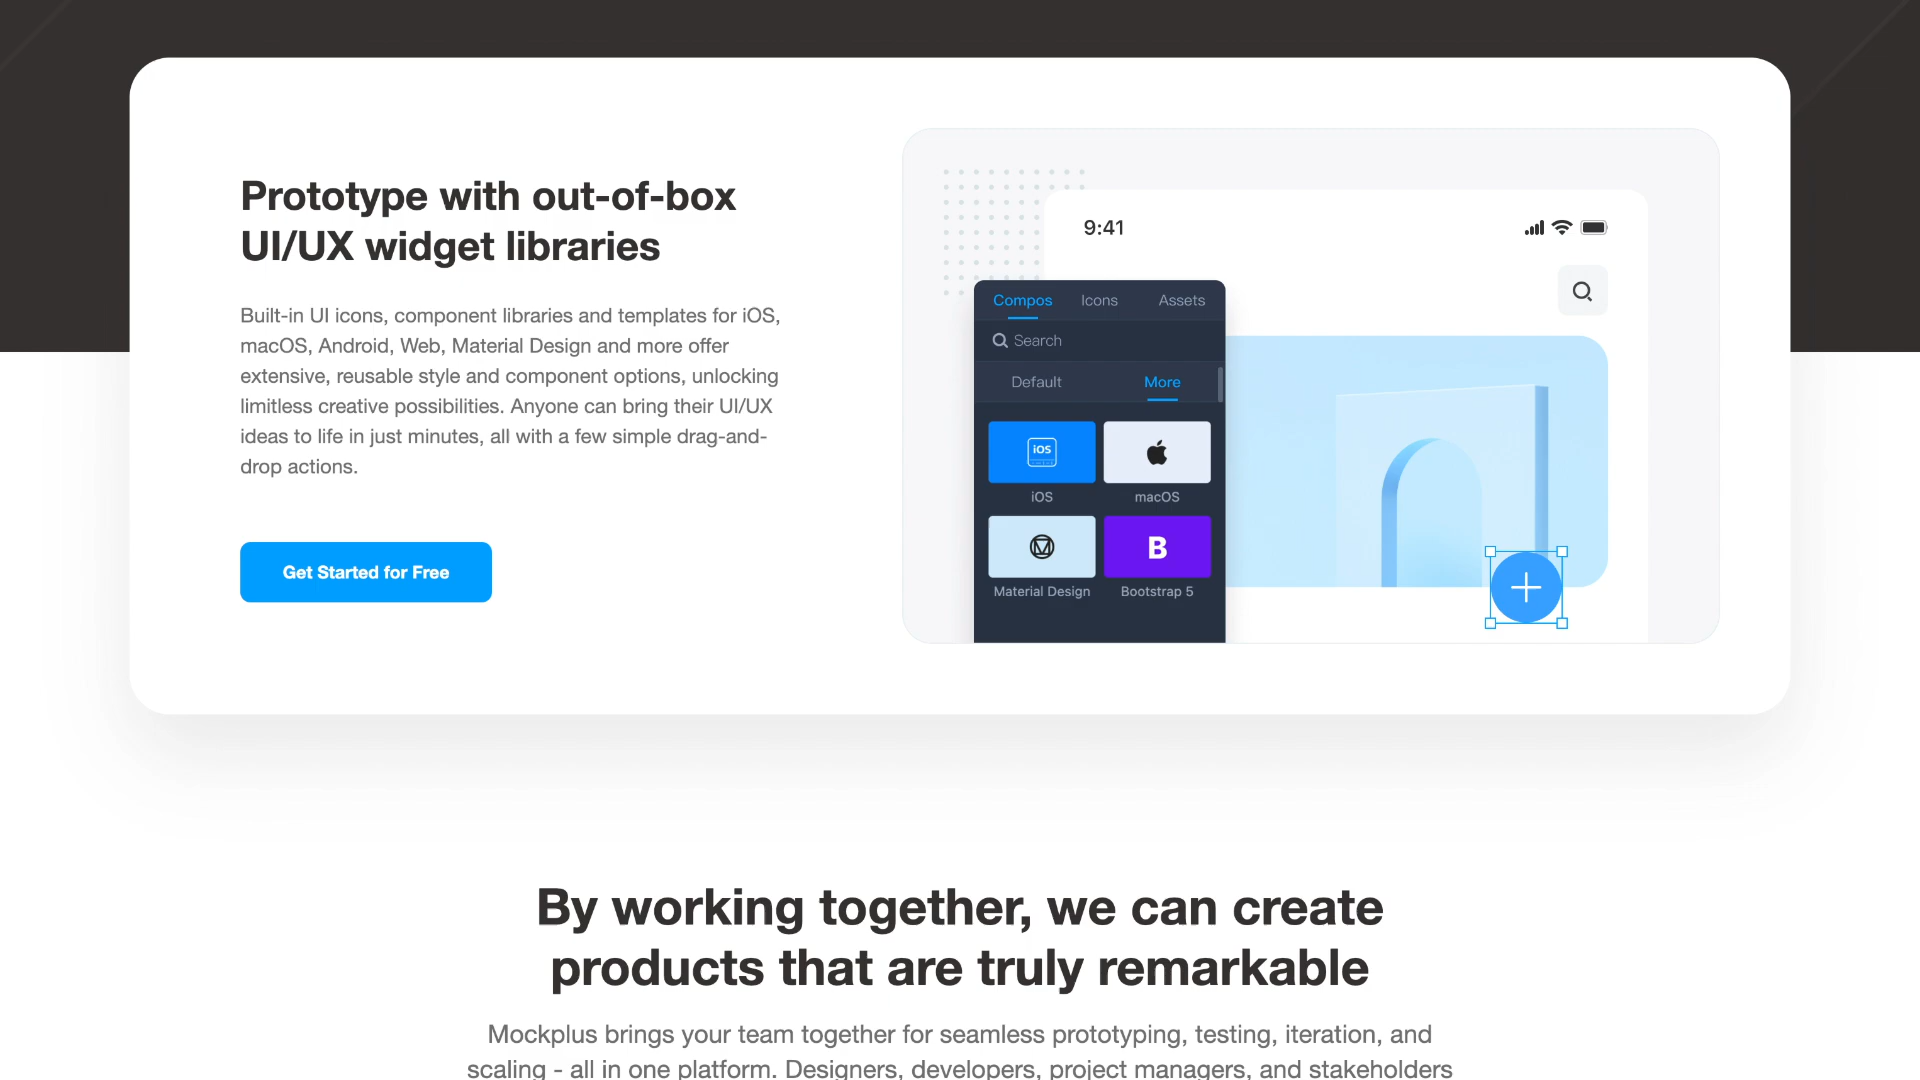 Prototype with out-of-box
UI/UX widget libraries
Built-in UI icons, component libraries and templates for iOS,
macOS, Android, Web, Material Design and more offer
extensive, reusable style and component options, unlocking
limitless creative possibilities. Anyone can bring their UI/UX
ideas to life in just minutes, all with a few simple drag-and-
drop actions.
Get Started for Free
9:41
Compos Icons Assets
Search
Default More
iOS
iOS macOS
B
Material Design Bootstrap 5
By working together, we can create
products that are truly remarkable
Mockplus brings your team together for seamless prototyping, testing, iteration, and
scaling - all in one platform. Designers, developers, project managers, and stakeholders